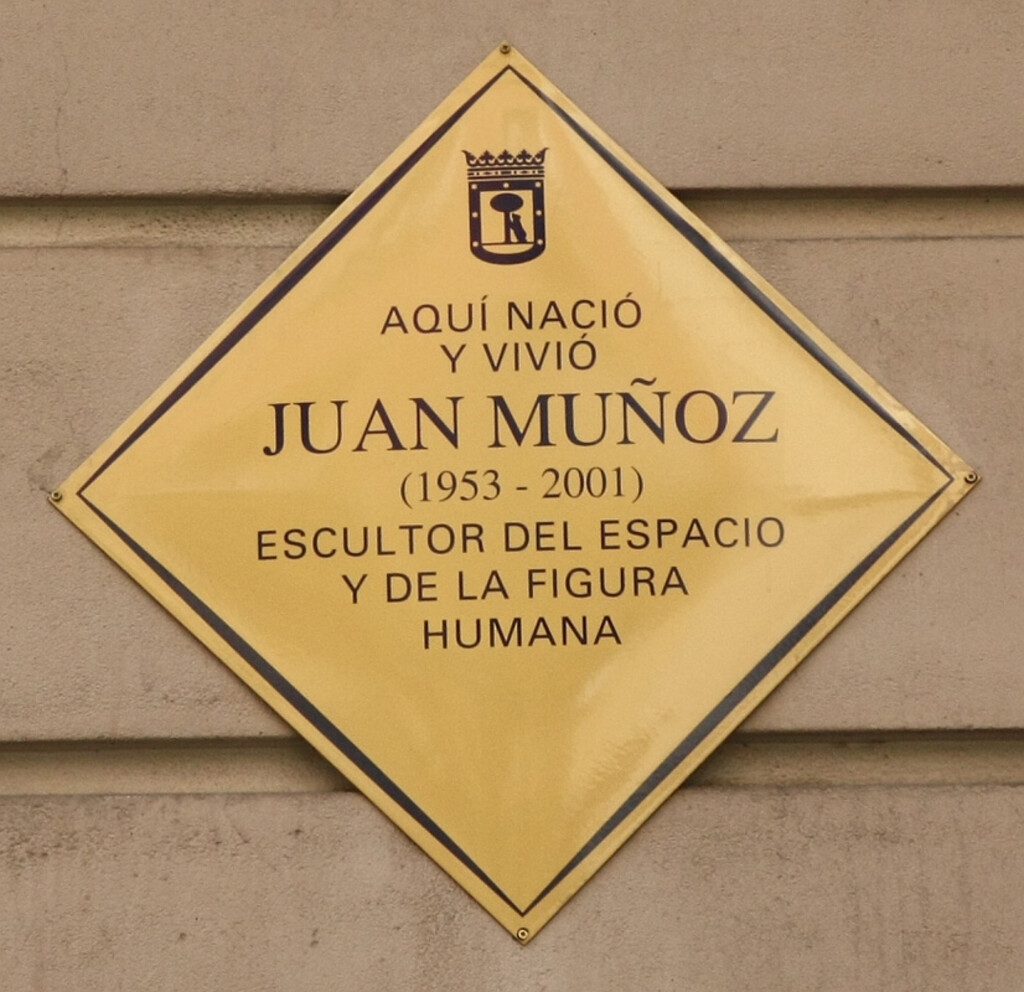 AQUÍ NACIÓ
Y VIVIÓ
JUAN MUÑOZ
(1953 - 2001)
ESCULTOR DEL ESPACIO
Y DE LA FIGURA
HUMANA